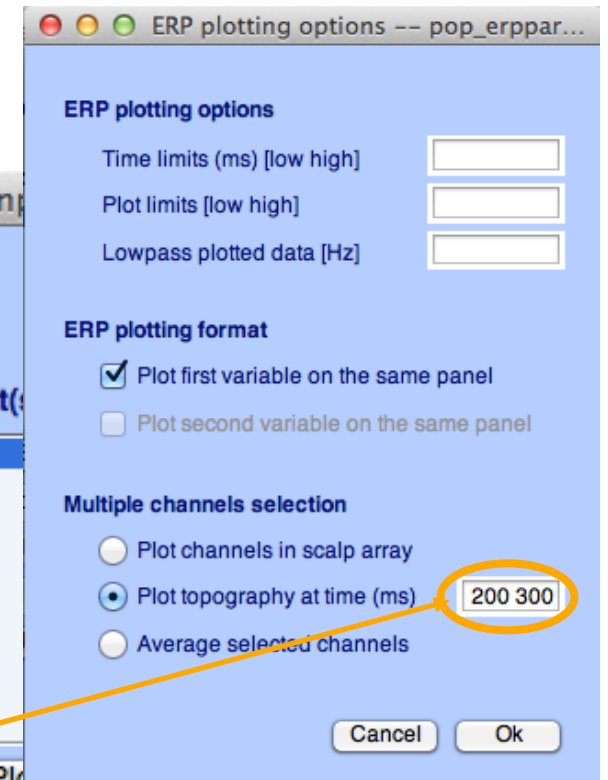 ERP plotting options -- pop_erppar...
ERP plotting options
Time limits (ms) [low high]
Plot limits [low high]
Lowpass plotted data [Hz]
ERP plotting format
Plot first variable on the same panel
Plot second variable on the same panel
Multiple channels selection
Plot channels in scalp array
Plot topography at time (ms) 200 300
Average selected channels
Cancel Ok